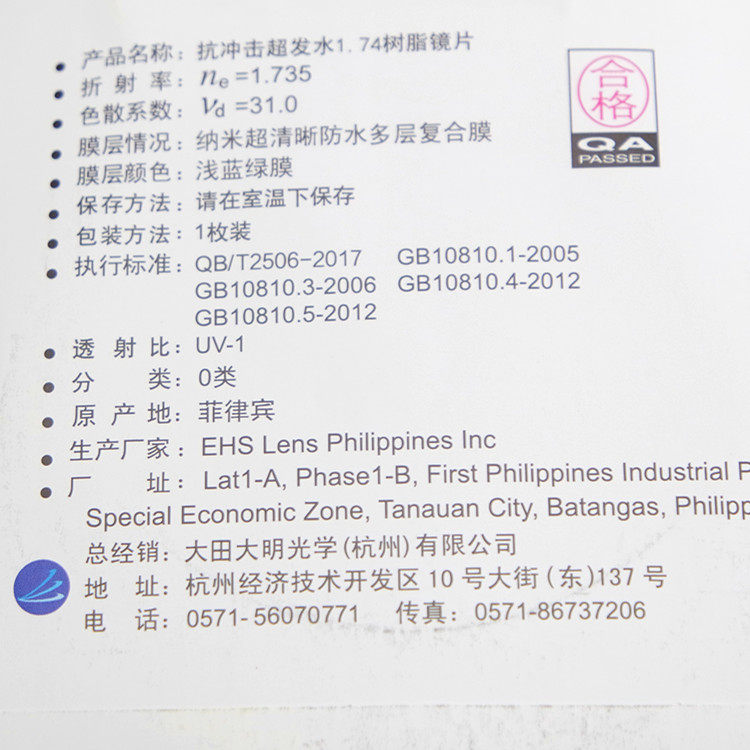 产品名称：抗冲击超发水1.74树脂镜片
折射率：ne=1.735
色散系数：Vd=31.0
膜层情况：纳米超清晰防水多层复合膜
膜层颜色：浅蓝绿膜
保存方法：请在室温下保存
包装方法：1枚装
执行标准：QB/T2506-2017 GB10810.1-2005
GB10810.3-2006 GB10810.4-2012
GB10810.5-2012
透射比：UV-1
分类：0类
原产地：菲律宾
生产厂家：EHS Lens Philippines Inc
厂址：Lat1-A, Phase1-B, First Philippines Industrial P
Special Economic Zone, Tanauan City, Batangas, Philipp
总经销：大田大明光学(杭州)有限公司
地址：杭州经济技术开发区10号大街(东)137号
电话：0571-56070771 传真：0571-86737206
合格
QA
PASSED